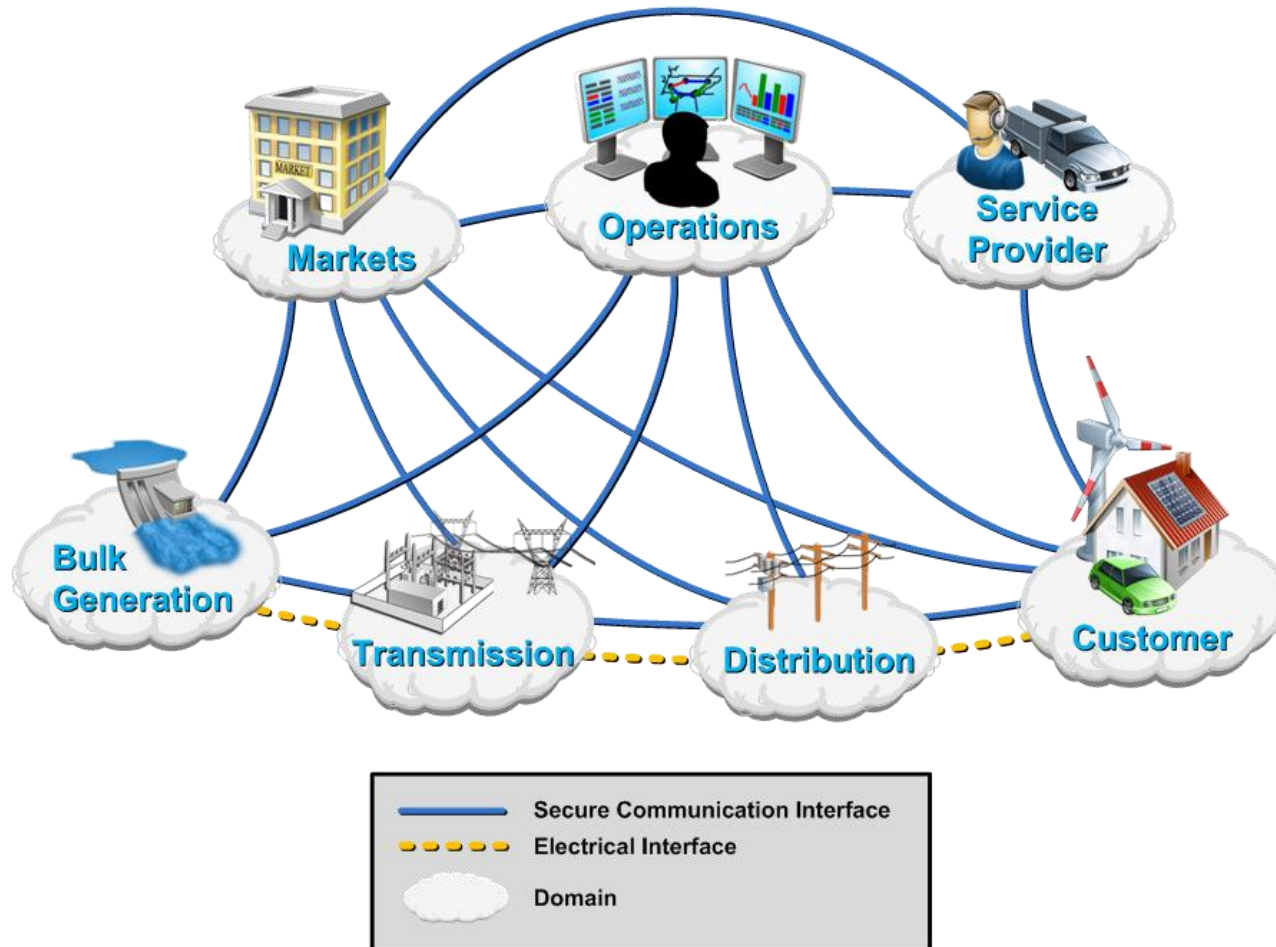 MARKET
Markets
Operations
Service
Provider
Bulk
Generation
Transmission
Distribution
Customer
Secure Communication Interface
Electrical Interface
Domain